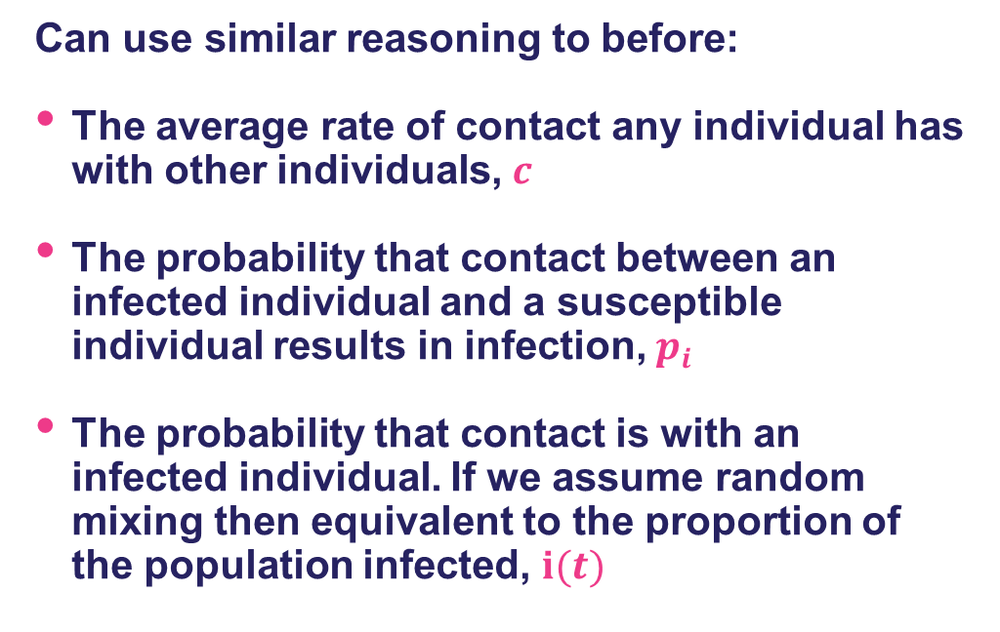 Can use similar reasoning to before:
• The average rate of contact any individual has
with other individuals, c
• The probability that contact between an
infected individual and a susceptible
individual results in infection, pᵢ
• The probability that contact is with an
infected individual. If we assume random
mixing then equivalent to the proportion of
the population infected, i(t)